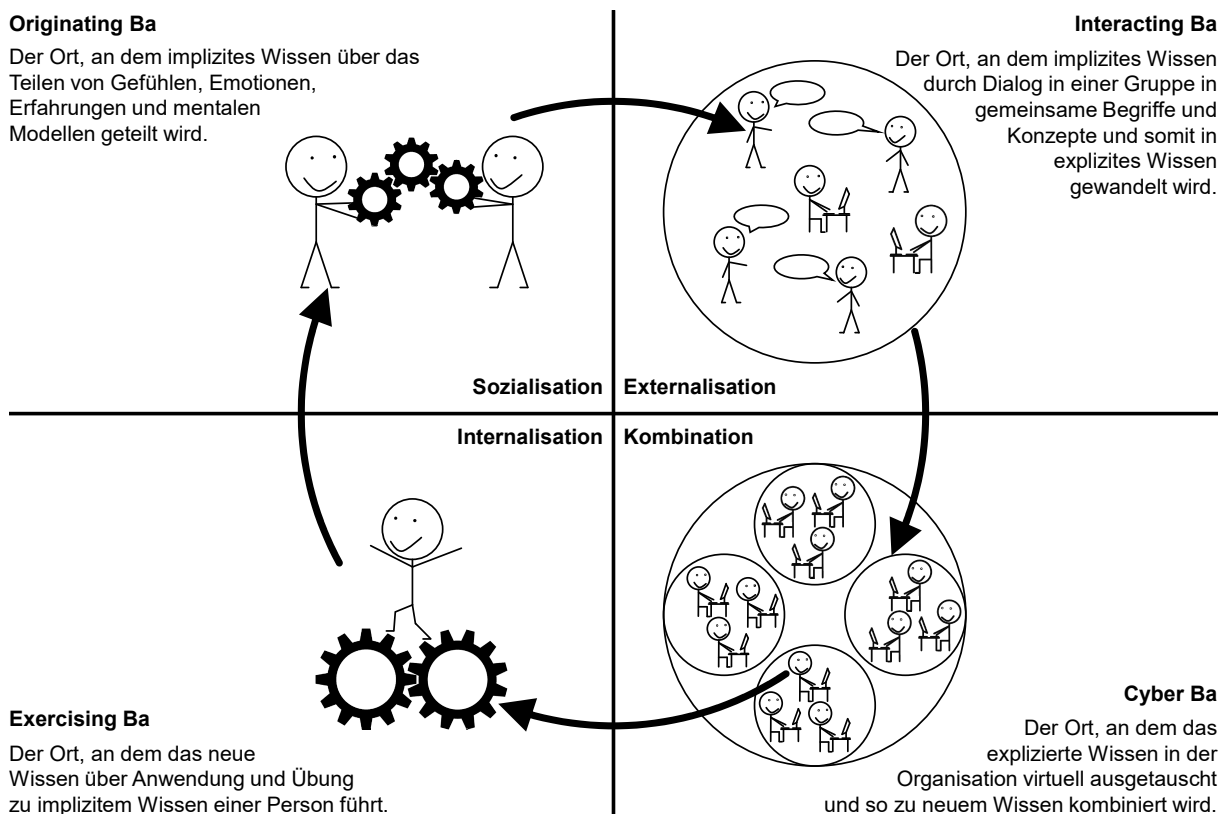 Originating Ba
Der Ort, an dem implizites Wissen über das
Teilen von Gefühlen, Emotionen,
Erfahrungen und mentalen
Modellen geteilt wird.
Interacting Ba
Der Ort, an dem implizites Wissen
durch Dialog in einer Gruppe in
gemeinsame Begriffe und
Konzepte und somit in
explizites Wissen
gewandelt wird.
Sozialisation
Externalisation
Internalisation
Kombination
Exercising Ba
Der Ort, an dem das neue
Wissen über Anwendung und Übung
zu implizitem Wissen einer Person führt.
Cyber Ba
Der Ort, an dem das
explizierte Wissen in der
Organisation virtuell ausgetauscht
und so zu neuem Wissen kombiniert wird.